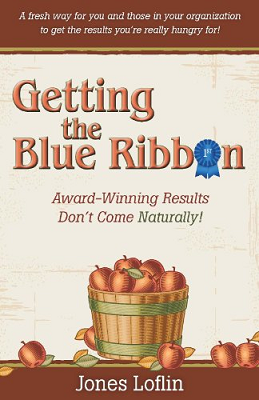 A fresh way for you and those in your organization
to get the results you're really hungry for!
Getting
the
Blue Ribbon
1ST
Award-Winning Results
Don't Come Naturally!
Jones Loflin